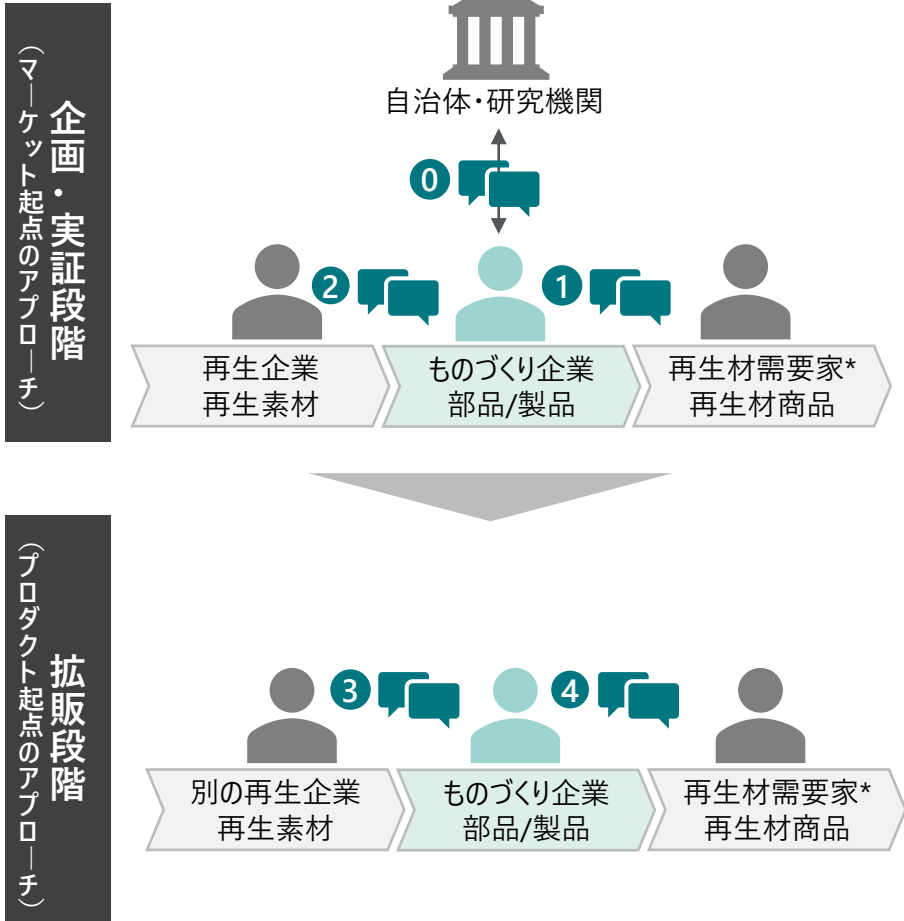 企画・実証段階
（マーケット起点のアプローチ）
自治体・研究機関
0
2
1
再生企業
再生素材
ものづくり企業
部品/製品
再生材需要家*
再生材商品
拡販段階
（プロダクト起点のアプローチ）
3
4
別の再生企業
再生素材
ものづくり企業
部品/製品
再生材需要家*
再生材商品